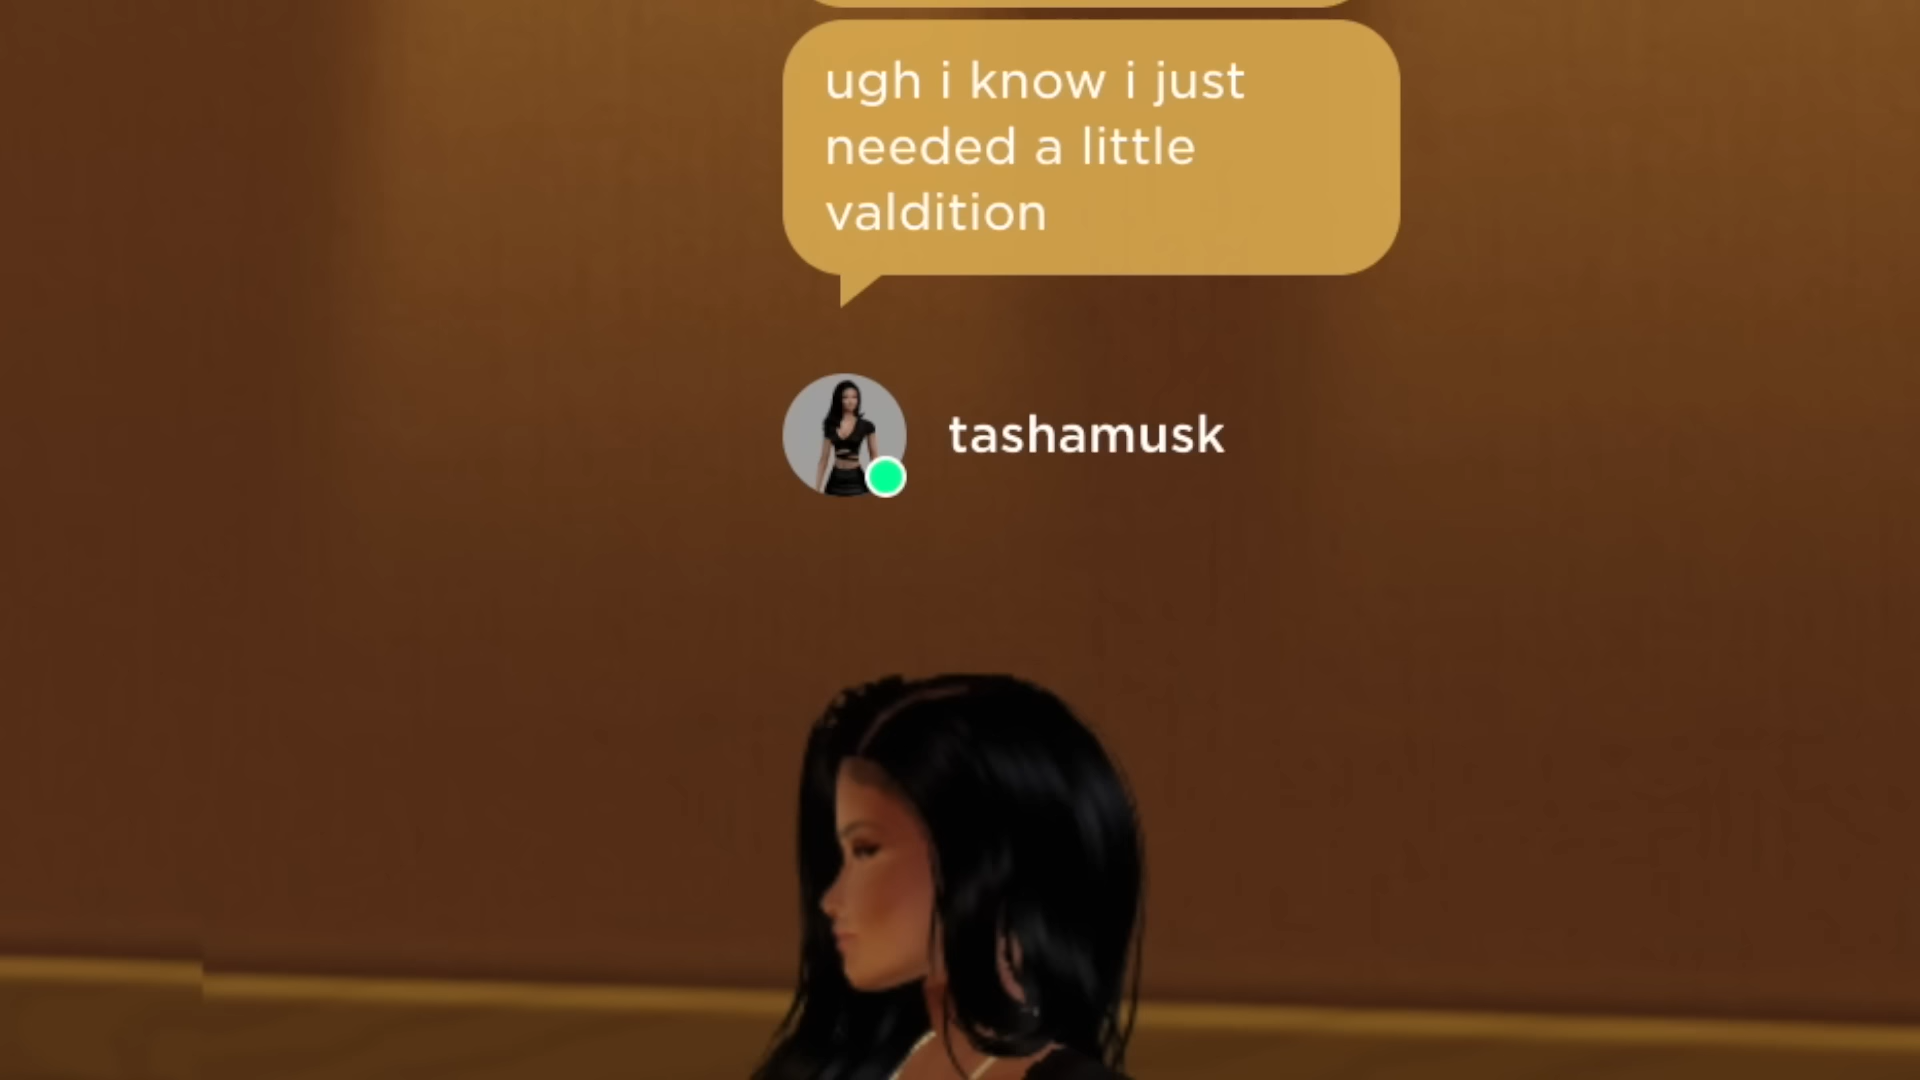 ugh i know i just
needed a little
valdition
tashamusk